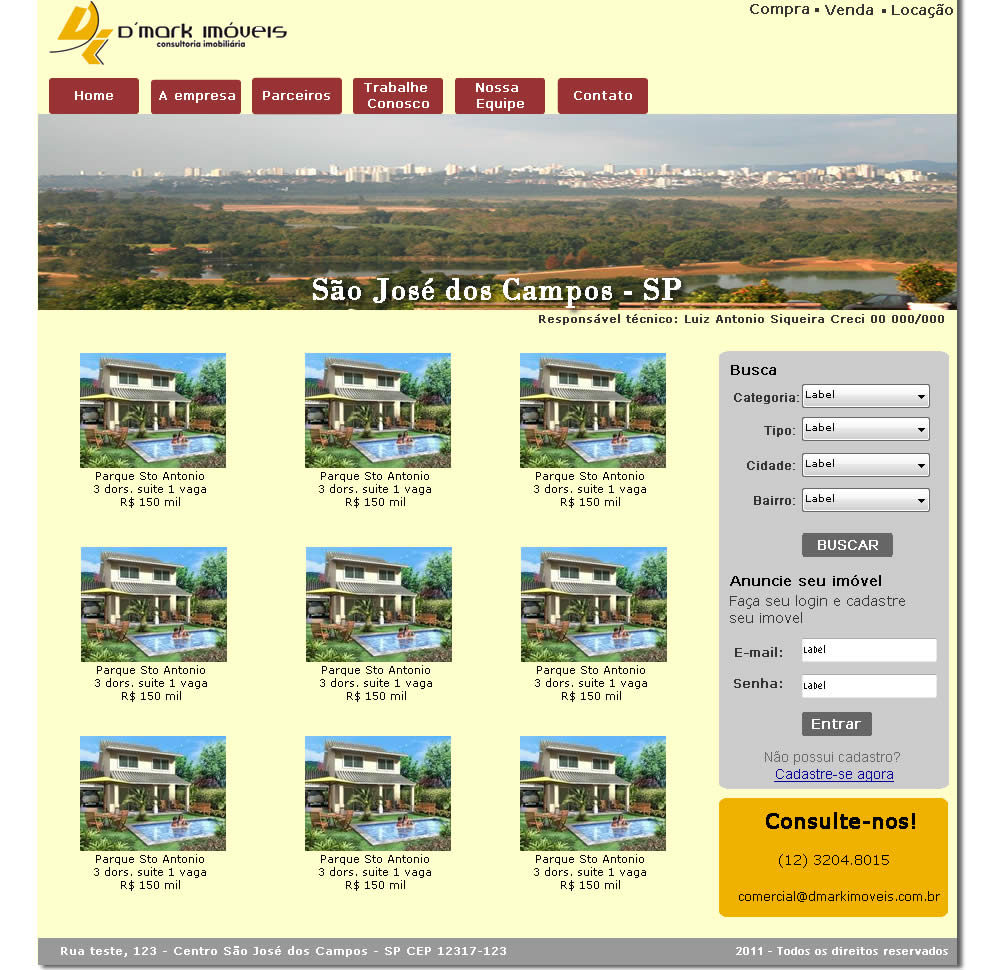 D'mark imóveis
consultoria imobiliária
Compra ▪ Venda ▪ Locação
Home
A empresa
Parceiros
Trabalhe
Conosco
Nossa
Equipe
Contato
São José dos Campos - SP
Responsável técnico: Luiz Antonio Siqueira Creci 00 000/000
Parque Sto Antonio
3 dors. suite 1 vaga
R$ 150 mil
Parque Sto Antonio
3 dors. suite 1 vaga
R$ 150 mil
Parque Sto Antonio
3 dors. suite 1 vaga
R$ 150 mil
Parque Sto Antonio
3 dors. suite 1 vaga
R$ 150 mil
Parque Sto Antonio
3 dors. suite 1 vaga
R$ 150 mil
Parque Sto Antonio
3 dors. suite 1 vaga
R$ 150 mil
Parque Sto Antonio
3 dors. suite 1 vaga
R$ 150 mil
Parque Sto Antonio
3 dors. suite 1 vaga
R$ 150 mil
Parque Sto Antonio
3 dors. suite 1 vaga
R$ 150 mil
Busca
Categoria: Label
Tipo: Label
Cidade: Label
Bairro: Label
BUSCAR
Anuncie seu imóvel
Faça seu login e cadastre
seu imovel
E-mail: Label
Senha: Label
Entrar
Não possui cadastro?
Cadastre-se agora
Consulte-nos!
(12) 3204.8015
comercial@dmarkimoveis.com.br
Rua teste, 123 - Centro São José dos Campos - SP CEP 12317-123
2011 - Todos os direitos reservados